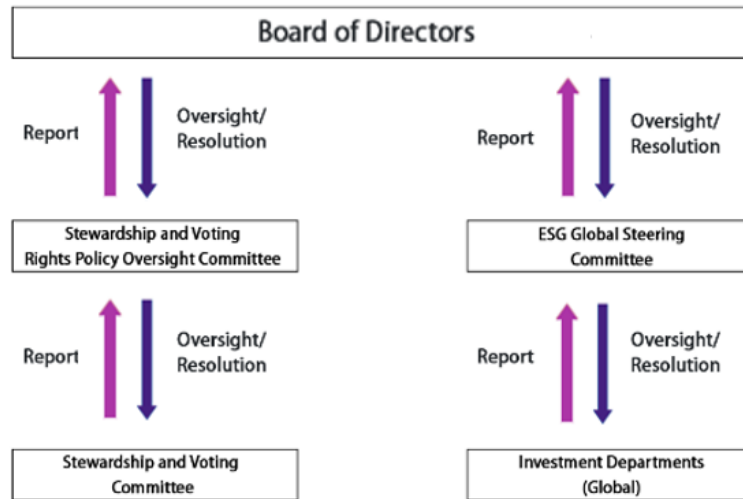 Board of Directors
Report
Oversight/
Resolution
Report
Oversight/
Resolution
Stewardship and Voting
Rights Policy Oversight Committee
ESG Global Steering
Committee
Report
Oversight/
Resolution
Report
Oversight/
Resolution
Stewardship and Voting
Committee
Investment Departments
(Global)